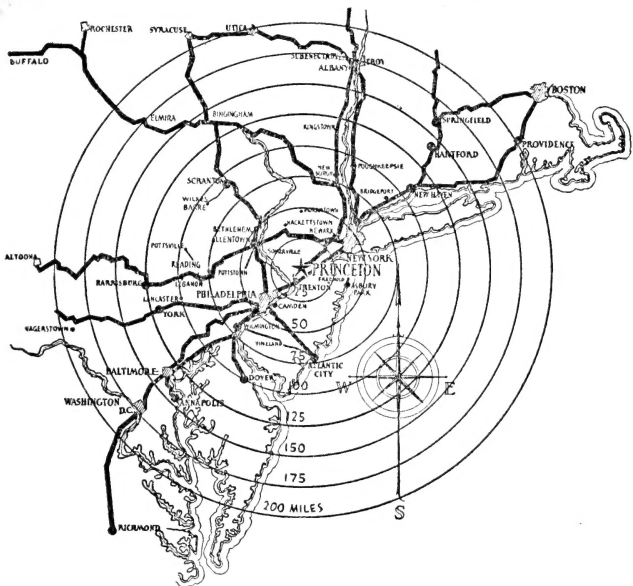 ROCHESTER
SYRACUSE
UTICA
BUFFALO
SCHENECTADY
ALBANY
TROY
BOSTON
ELMIRA
BINGINGHAM
KINGSTOWN
SPRINGFIELD
PROVIDENCE
HARTFORD
POUGHKEEPSIE
SCRANTON
WILKES
BARRE
BRIDGEPORT
NEW HAVEN
HACKETTSTOWN
NEWARK
BETHLEHEM
ALLENTOWN
POTTSVILLE
SOMERVILLE
NEW YORK
ALTOONA
READING
POTTSTOWN
PRINCETON
HARRISBURG
LEBANON
TRENTON
FREEHOLD
ASBURY
PARK
LANCASTER
PHILADELPHIA
CAMDEN
YORK
50
HAGERSTOWN
WILMINGTON
VINELAND
75
ATLANTIC
CITY
BALTIMORE
DOVER
100
W
E
WASHINGTON
D.C.
ANNAPOLIS
125
150
175
200 MILES
S
RICHMOND